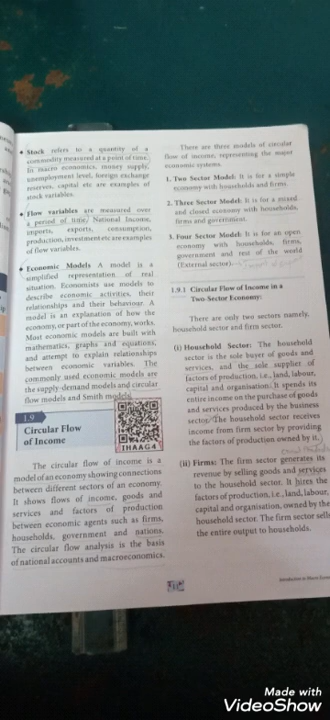 • Stock refers to a quantity of a
commodity measured at a point of time.
In macro economics, money supply,
unemployment level, foreign exchange
reserves, capital etc are examples of
stock variables.
• Flow variables are measured over
a period of time. National Income,
imports, exports, consumption,
production, investment etc are examples
of flow variables.
• Economic Models A model is a
simplified representation of real
situation. Economists use models to
describe economic activities, their
relationships and their behaviour. A
model is an explanation of how the
economy, or part of the economy, works.
Most economic models are built with
mathematics, graphs and equations,
and attempt to explain relationships
between economic variables. The
commonly used economic models are
the supply-demand models and circular
flow models and Smith models.
1.9
Circular Flow
of Income
The circular flow of income is a
model of an economy showing connections
between different sectors of an economy.
It shows flows of income, goods and
services and factors of production
between economic agents such as firms,
households, government and nations.
The circular flow analysis is the basis
of national accounts and macroeconomics.
There are three models of circular
flow of income, representing the major
economic systems.
1. Two Sector Model: It is for a simple
economy with households and firms.
2. Three Sector Model: It is for a mixed
and closed economy with households,
firms and government.
3. Four Sector Model: It is for an open
economy with households, firms,
government and rest of the world
(External sector).
1.9.1 Circular Flow of Income in a
Two-Sector Economy:
There are only two sectors namely,
household sector and firm sector.
(i) Household Sector: The household
sector is the sole buyer of goods and
services, and the sole supplier of
factors of production, i.e., land, labour,
capital and organisation. It spends its
entire income on the purchase of goods
and services produced by the business
sector. The household sector receives
income from firm sector by providing
the factors of production owned by it.
(ii) Firms: The firm sector generates its
revenue by selling goods and services
to the household sector. It hires the
factors of production, i.e., land, labour,
capital and organisation, owned by the
household sector. The firm sector sells
the entire output to households.
Introduction to Macro
Made with
VideoShow